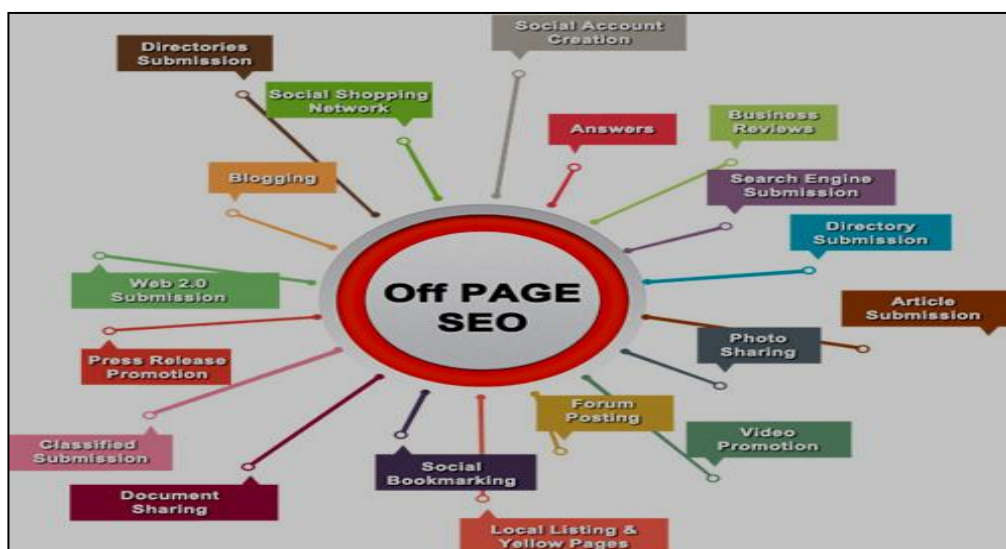 Social Account
Creation
Directories
Submission
Social Shopping
Network
Answers
Business
Reviews
Blogging
Search Engine
Submission
Directory
Submission
Web 2.0
Submission
Off PAGE
SEO
Article
Submission
Photo
Sharing
Press Release
Promotion
Forum
Posting
Video
Promotion
Classified
Submission
Social
Bookmarking
Document
Sharing
Local Listing &
Yellow Pages